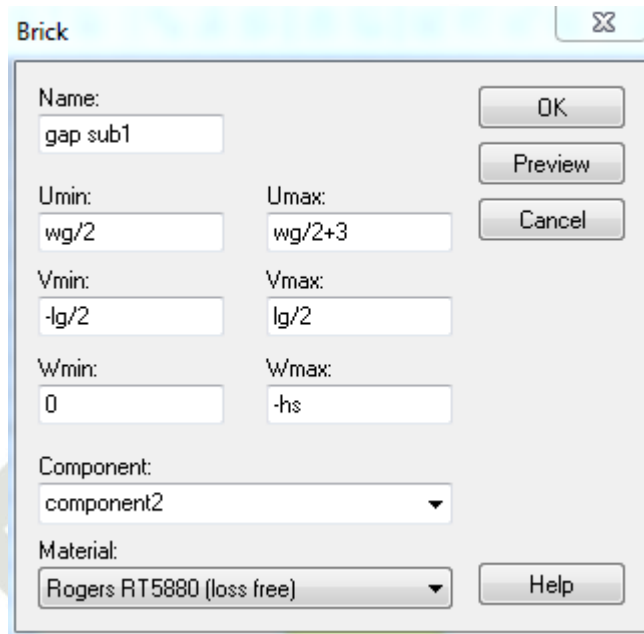 Brick
Name:
gap sub1
OK
Preview
Umin:
Umax:
wg/2
wg/2+3
Cancel
Vmin:
Vmax:
-lg/2
lg/2
Wmin:
Wmax:
0
-hs
Component:
component2
Material:
Rogers RT5880 (loss free)
Help